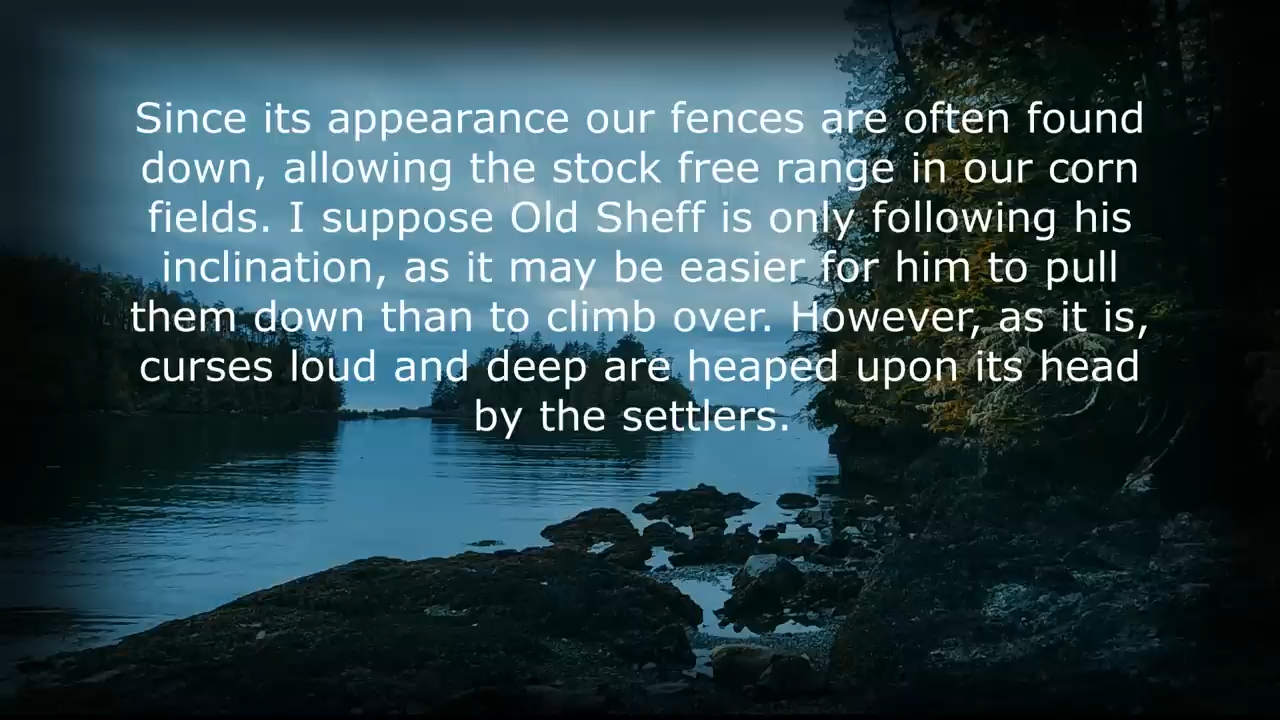 Since its appearance our fences are often found
down, allowing the stock free range in our corn
fields. I suppose Old Sheff is only following his
inclination, as it may be easier for him to pull
them down than to climb over. However, as it is,
curses loud and deep are heaped upon its head
by the settlers.